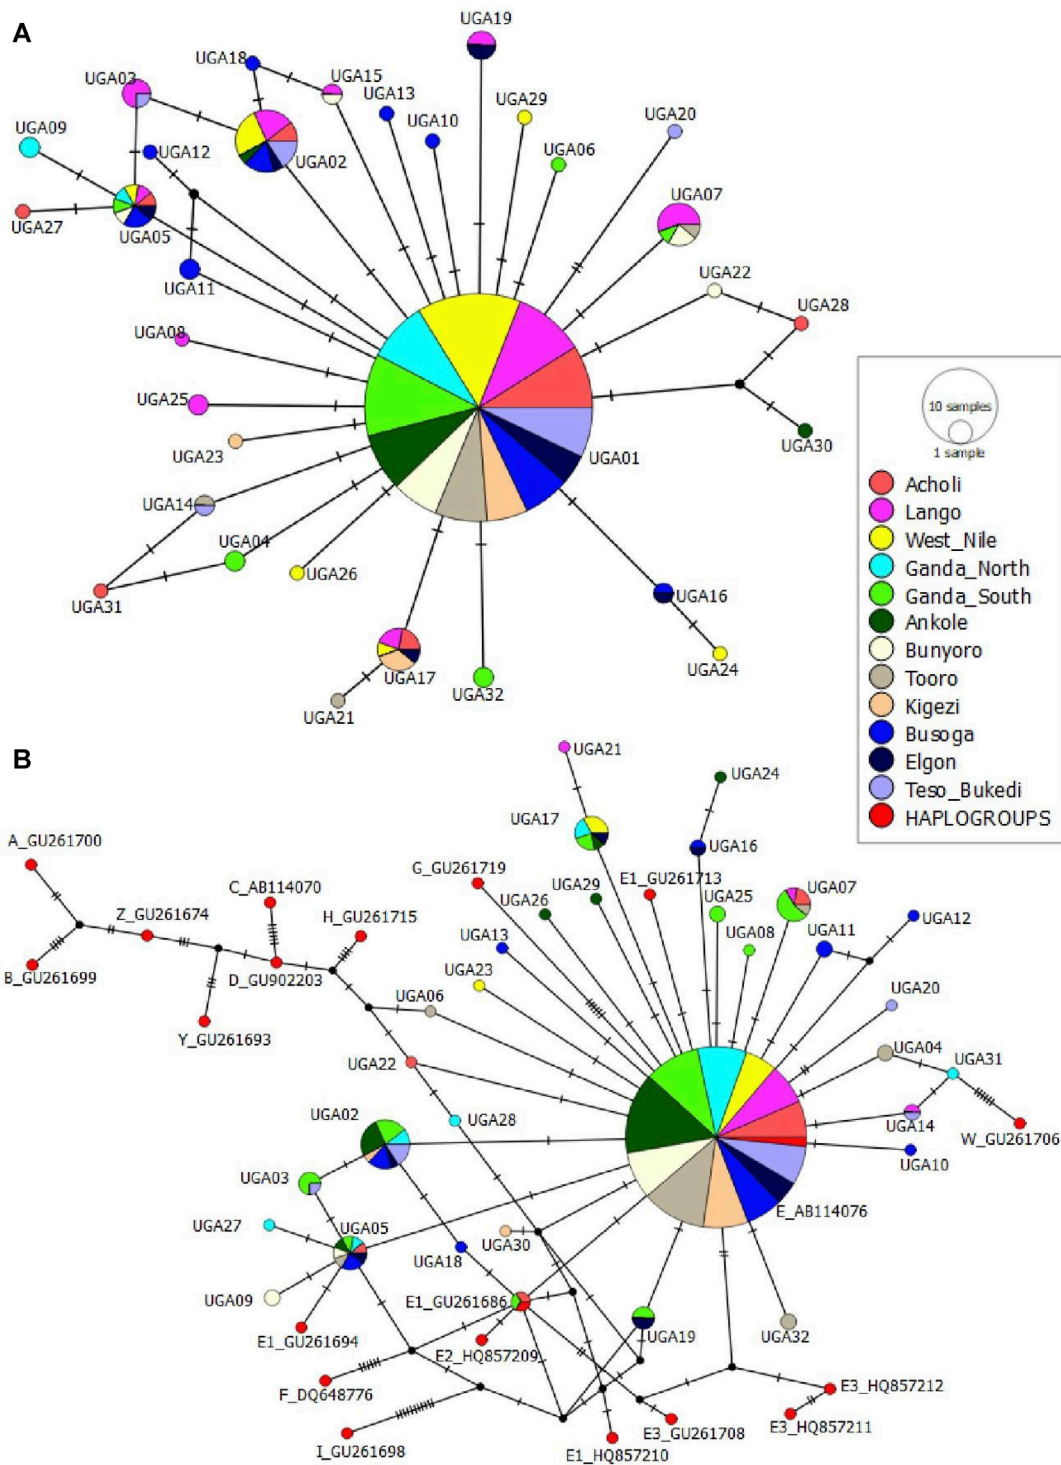 A
UGA19
UGA18
UGA15
UGA03
UGA13
UGA29
UGA10
UGA20
UGA09
UGA02
UGA06
UGA12
UGA07
UGA27
UGA05
UGA22
UGA11
UGA28
UGA08
UGA25
UGA30
UGA23
UGA01
UGA14
UGA04
UGA26
UGA31
UGA16
UGA24
UGA17
UGA32
UGA21
10 samples
1 sample
Acholi
Lango
West_Nile
Ganda_North
Ganda_South
Ankole
Bunyoro
Tooro
Kigezi
Busoga
Elgon
Teso_Bukedi
HAPLOGROUPS
B
UGA21
UGA24
UGA17
A_GU261700
UGA16
G_GU261719
E1_GU261713
UGA07
C_AB114070
UGA29
UGA25
UGA26
Z_GU261674
H_GU261715
UGA12
UGA11
UGA13
UGA08
UGA23
B_GU261699
D_GU902203
UGA06
UGA20
Y_GU261693
UGA04
UGA31
UGA22
UGA02
UGA28
UGA14
W_GU261706
UGA10
UGA03
E_AB114076
UGA27
UGA05
UGA30
UGA18
UGA09
E1_GU261686
UGA19
UGA32
E1_GU261694
E2_HQ857209
F_DQ648776
E3_HQ857212
E3_HQ857211
E3_GU261708
I_GU261698
E1_HQ857210